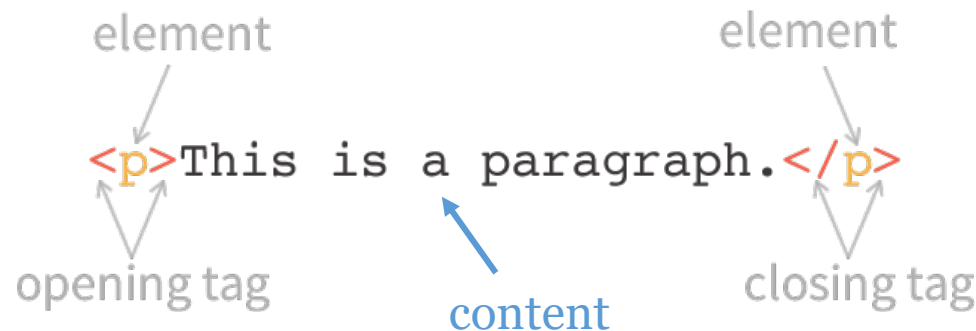 element element
<p>This is a paragraph.</p>
opening tag closing tag
content